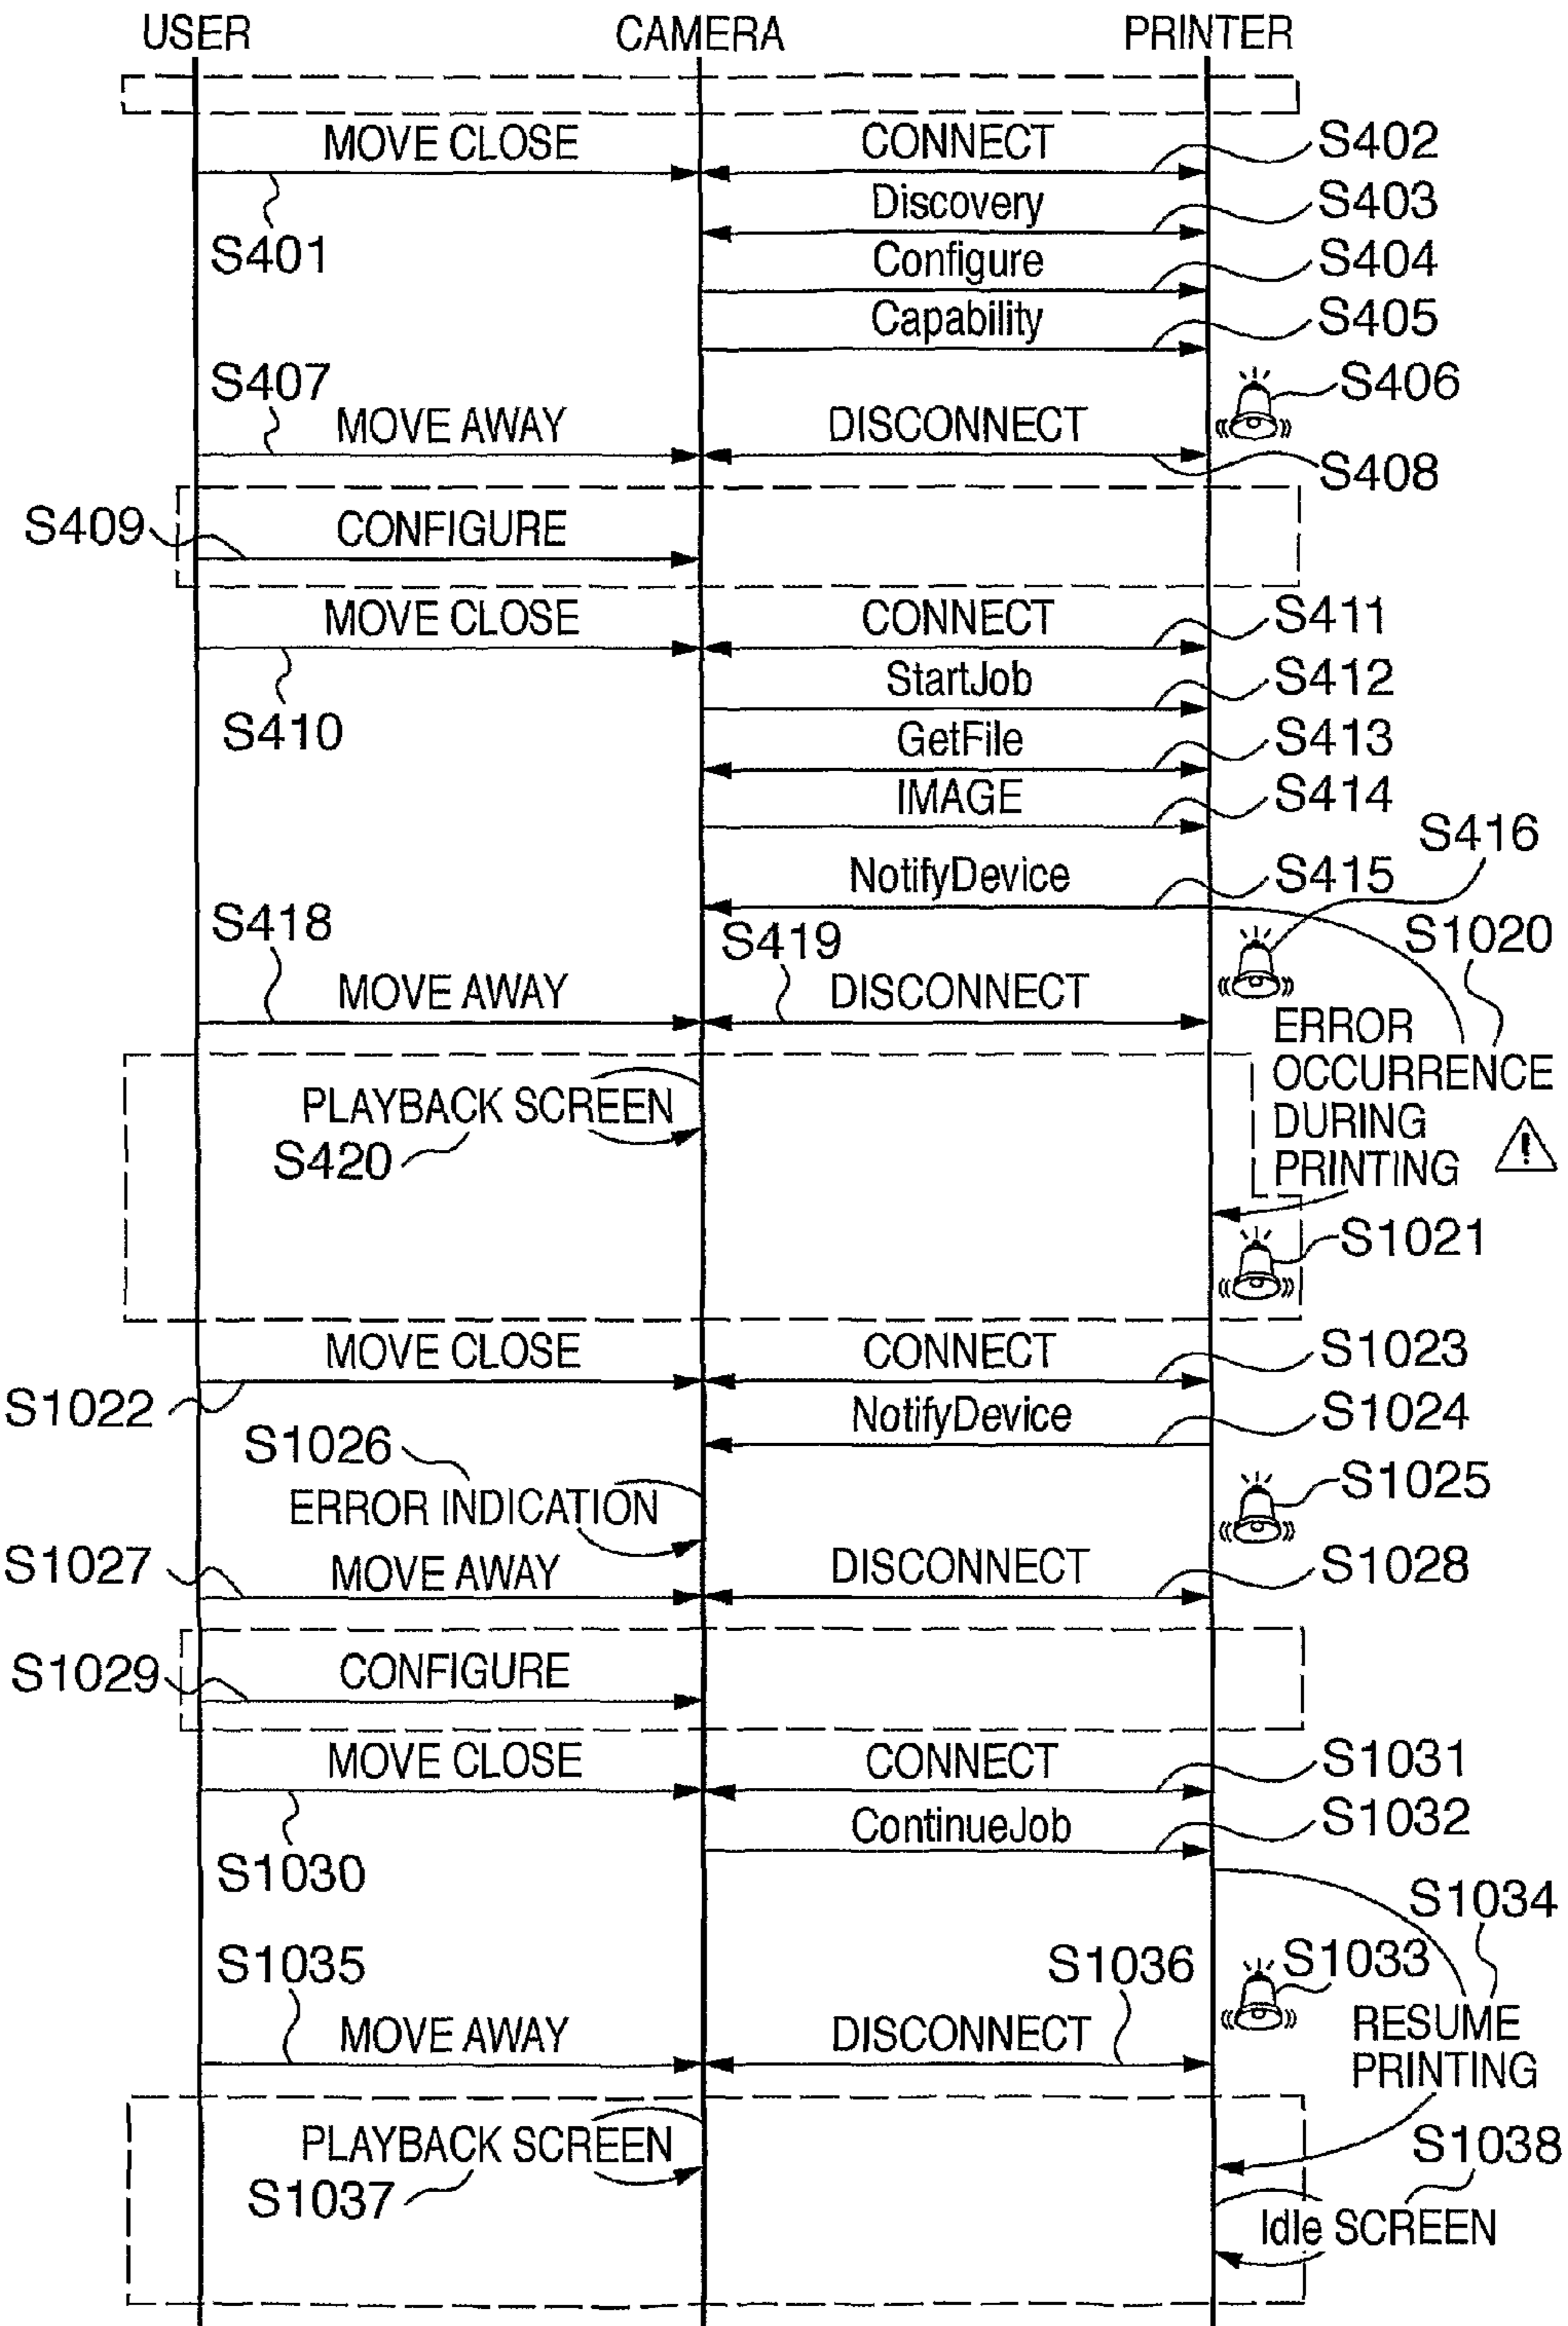 USER CAMERA PRINTER
MOVE CLOSE CONNECT S402
S401 Discovery S403
Configure S404
Capability S405
S406
S407
MOVE AWAY DISCONNECT
S408
S409 CONFIGURE
MOVE CLOSE CONNECT S411
S410 StartJob S412
GetFile S413
IMAGE S414
S416
NotifyDevice S415
S418 S419 S1020
MOVE AWAY DISCONNECT
ERROR
OCCURRENCE
DURING
PRINTING
!
PLAYBACK SCREEN
S420
S1021
MOVE CLOSE CONNECT S1023
S1022 NotifyDevice S1024
S1026
ERROR INDICATION S1025
S1027 MOVE AWAY DISCONNECT S1028
S1029 CONFIGURE
MOVE CLOSE CONNECT S1031
S1030 ContinueJob S1032
S1034
S1035 S1036 S1033
MOVE AWAY DISCONNECT
RESUME
PRINTING
PLAYBACK SCREEN
S1037
S1038
Idle SCREEN